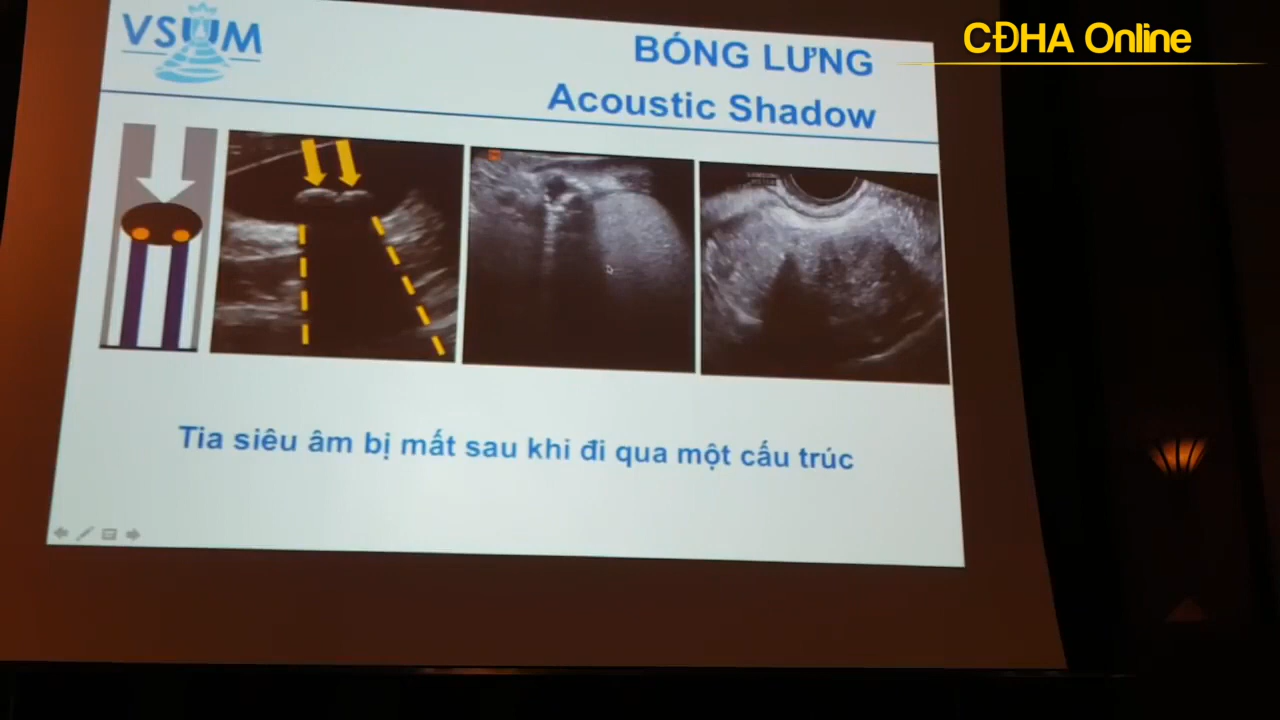 VSUM
CĐHA Online
BÓNG LƯNG
Acoustic Shadow
SAMSUNG
Tia siêu âm bị mất sau khi đi qua một cấu trúc